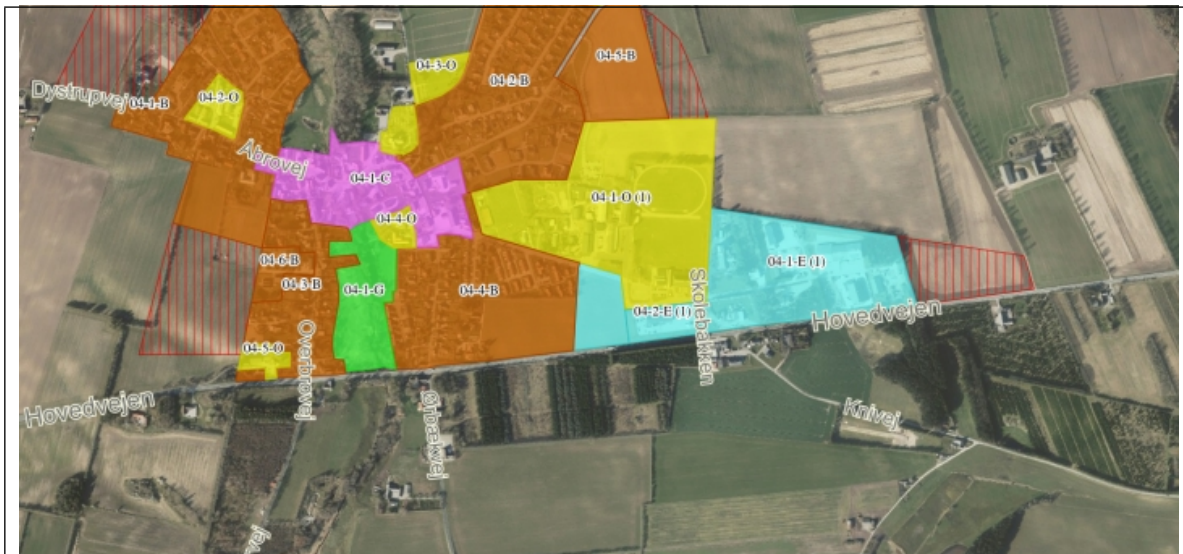 04-3-O
04-2-B
04-5-B
Dystrupvej
04-1-B
04-2-O
Abrovej
04-1-C
04-1-O (1)
04-4-O
04-6-B
04-3-B
04-1-G
04-4-B
04-1-E (1)
04-2-E (1)
Skolebakken
Hovedvejen
04-5-O
Overbrovej
Hovedvejen
Ørbækvej
Knivej